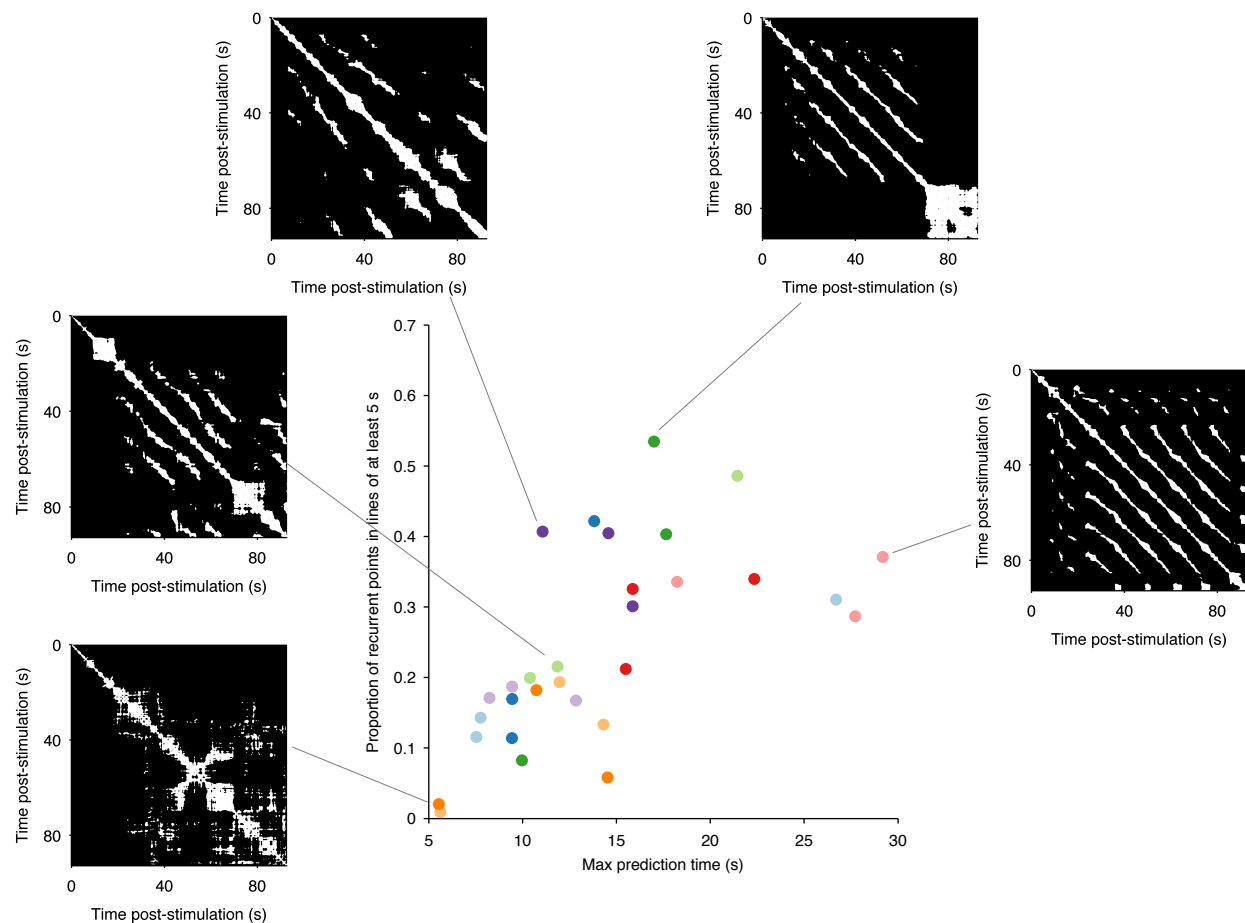 0
40
80
Time post-stimulation (s)
0 40 80
Time post-stimulation (s)
0
40
80
Time post-stimulation (s)
0 40 80
Time post-stimulation (s)
0
40
80
Time post-stimulation (s)
0 40 80
Time post-stimulation (s)
0
40
80
Time post-stimulation (s)
0 40 80
Time post-stimulation (s)
0
40
80
Time post-stimulation (s)
0 40 80
Time post-stimulation (s)
0.7
0.6
0.5
0.4
0.3
0.2
0.1
0
Proportion of recurrent points in lines of at least 5 s
5 10 15 20 25 30
Max prediction time (s)